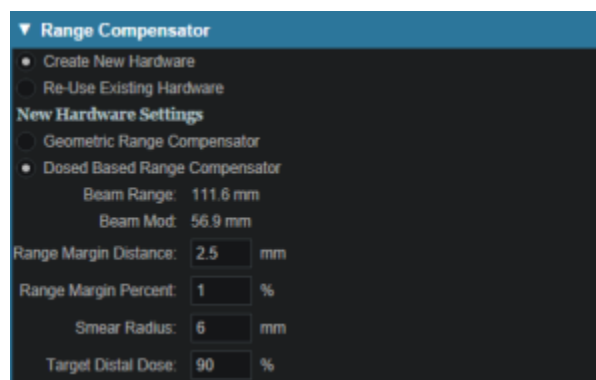 ▼ Range Compensator
Create New Hardware
Re-Use Existing Hardware
New Hardware Settings
Geometric Range Compensator
Dosed Based Range Compensator
Beam Range: 111.6 mm
Beam Mod: 56.9 mm
Range Margin Distance: 2.5 mm
Range Margin Percent: 1 %
Smear Radius: 6 mm
Target Distal Dose: 90 %